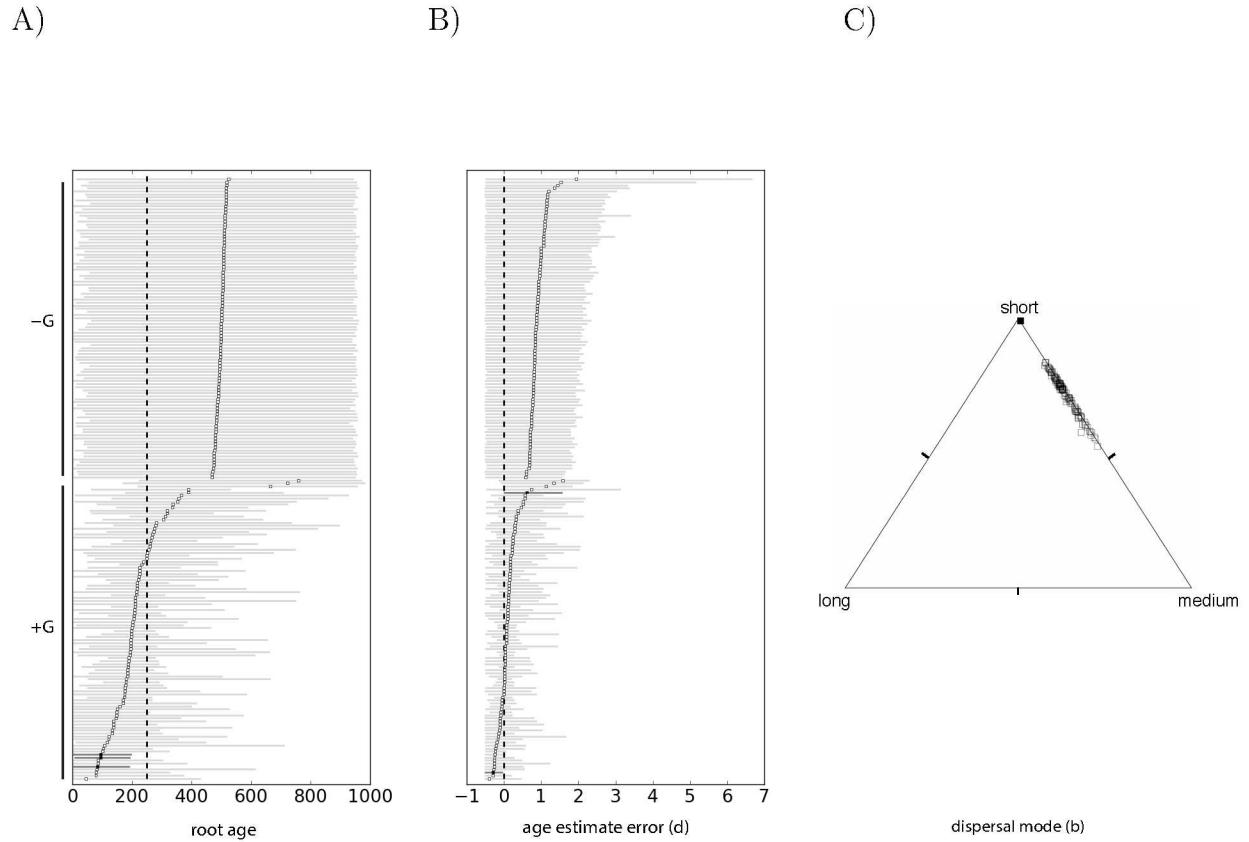 A)
B)
C)
−G
+G
0 200 400 600 800 1000
root age
−1 0 1 2 3 4 5 6 7
age estimate error (d)
short
long
medium
dispersal mode (b)